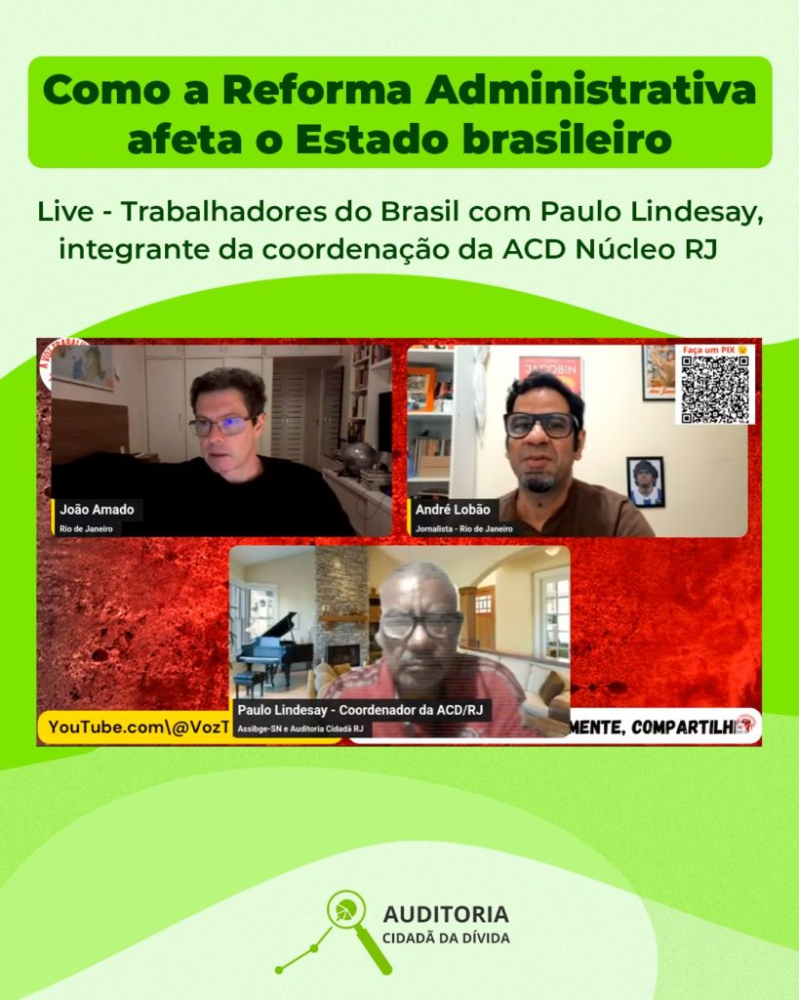 Como a Reforma Administrativa
afeta o Estado brasileiro
Live - Trabalhadores do Brasil com Paulo Lindesay,
integrante da coordenação da ACD Núcleo RJ
Faça um PIX 😉
JACOBIN
João Amado
Rio de Janeiro
André Lobão
Jornalista - Rio de Janeiro
Paulo Lindesay - Coordenador da ACD/RJ
Assibge-SN e Auditoria Cidadã RJ
YouTube.com\@VozT
MENTE, COMPARTILH
AUDITORIA
CIDADÃ DA DÍVIDA